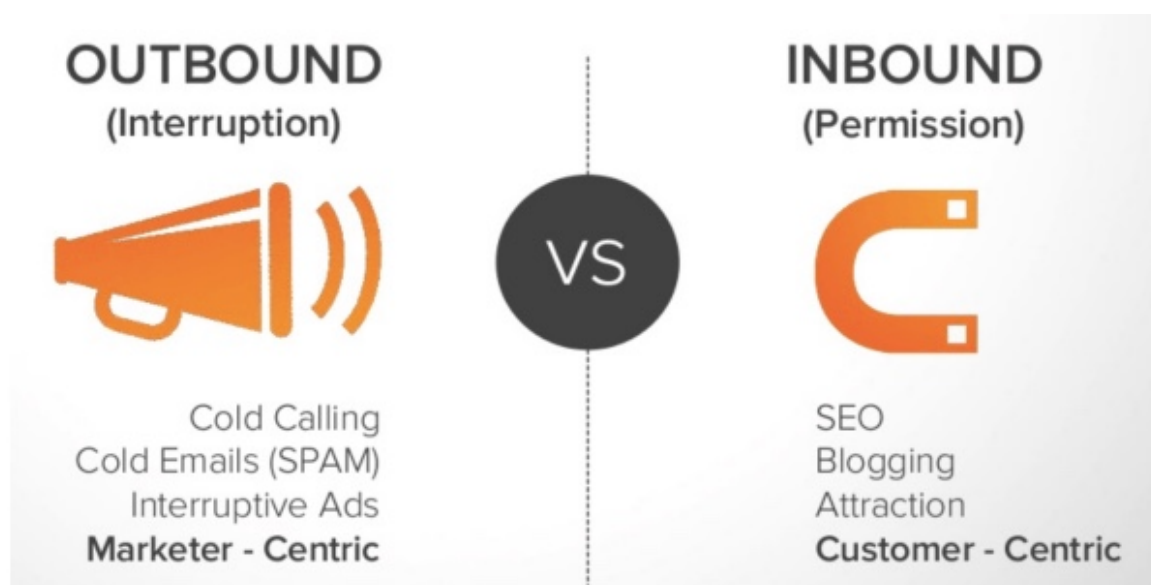 OUTBOUND
(Interruption)
Cold Calling
Cold Emails (SPAM)
Interruptive Ads
Marketer - Centric
VS
INBOUND
(Permission)
SEO
Blogging
Attraction
Customer - Centric